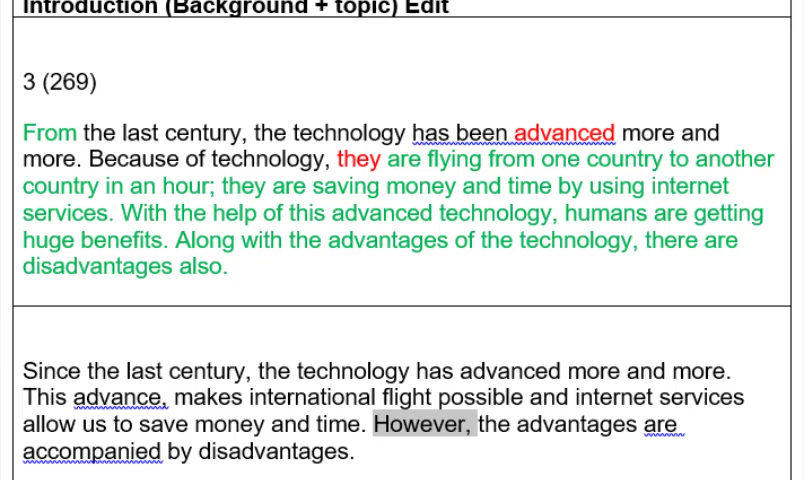 Introduction (Background + topic) Edit
3 (269)
From the last century, the technology has been advanced more and
more. Because of technology, they are flying from one country to another
country in an hour; they are saving money and time by using internet
services. With the help of this advanced technology, humans are getting
huge benefits. Along with the advantages of the technology, there are
disadvantages also.
Since the last century, the technology has advanced more and more.
This advance, makes international flight possible and internet services
allow us to save money and time. However, the advantages are
accompanied by disadvantages.